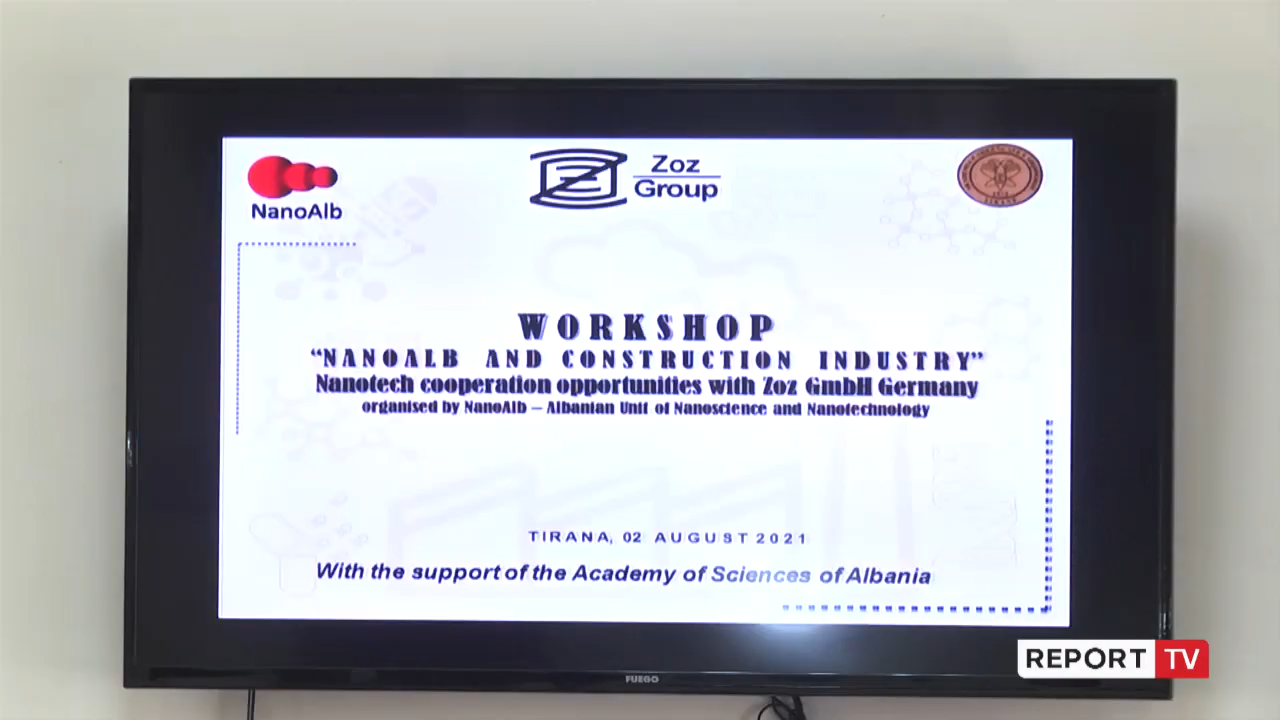 NanoAlb
Zoz
Group
WORKSHOP
“NANOALB AND CONSTRUCTION INDUSTRY”
Nanotech cooperation opportunities with Zoz GmbH Germany
organised by NanoAlb – Albanian Unit of Nanoscience and Nanotechnology
TIRANA, 02 AUGUST 2021
With the support of the Academy of Sciences of Albania
FUEGO
REPORT TV